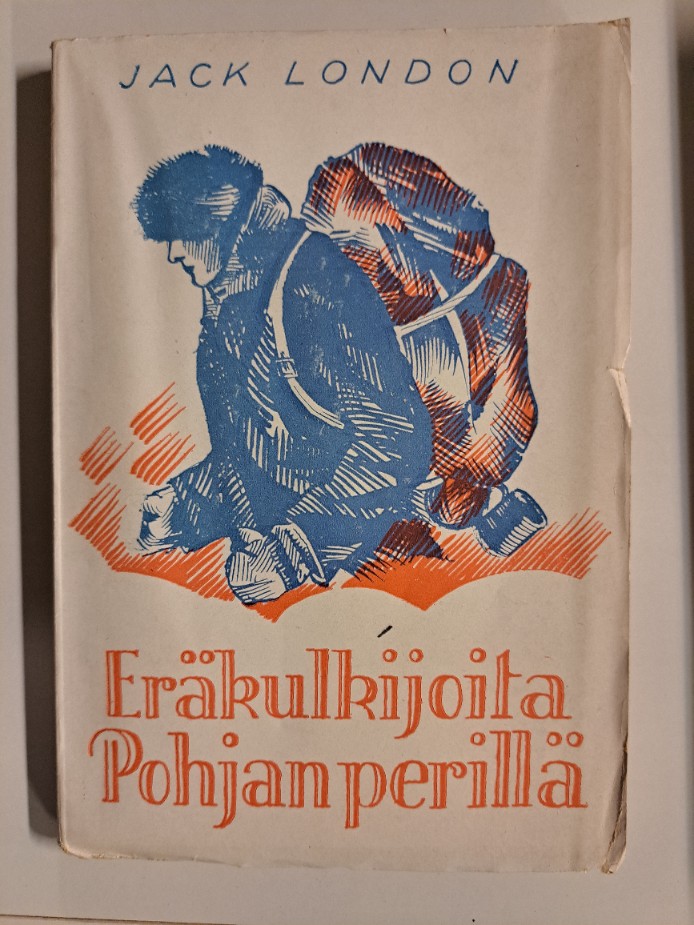 JACK LONDON
Eräkulkijoita
Pohjan perillä